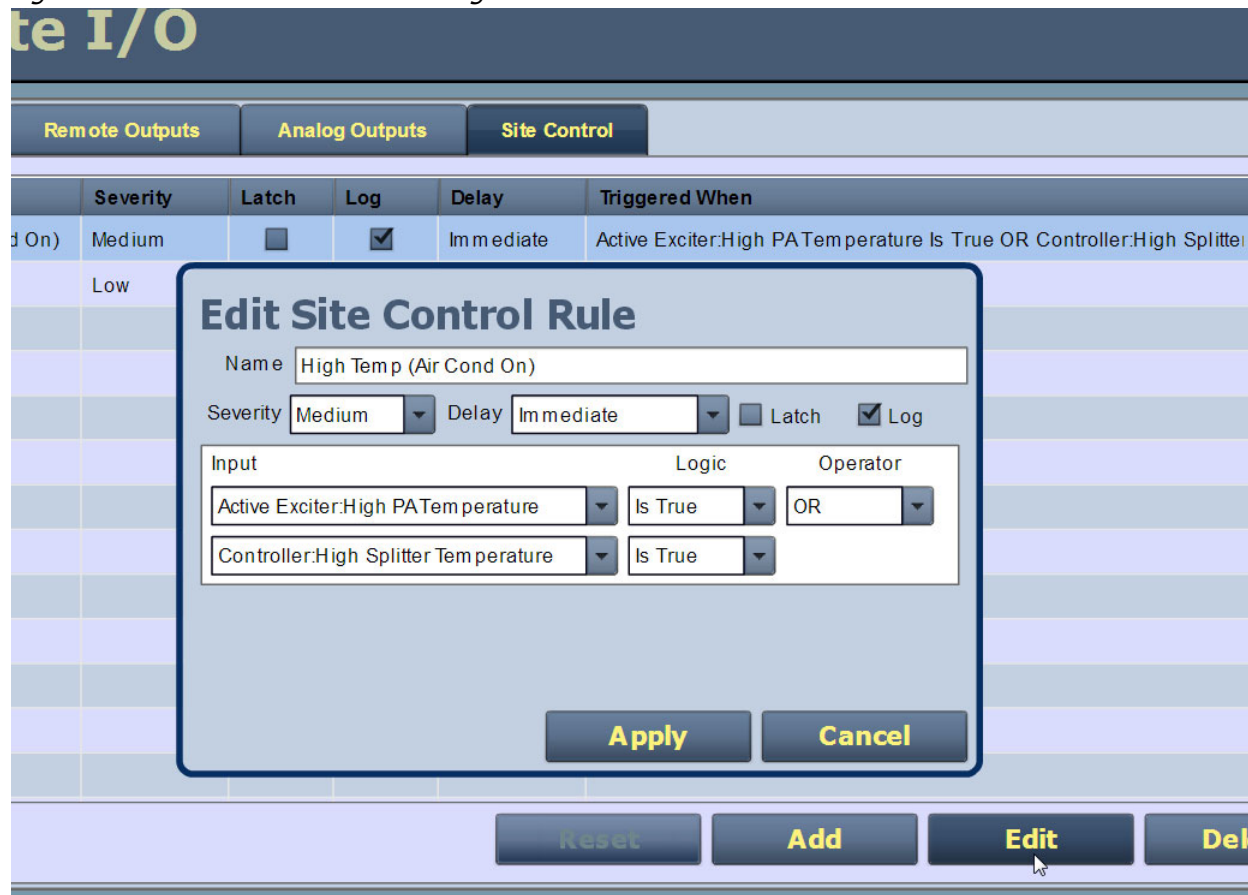 te I/O
Remote Outputs Analog Outputs Site Control
Severity Latch Log Delay Triggered When
d On) Medium Immediate Active Exciter:High PA Temperature Is True OR Controller:High Splitter
Low
Edit Site Control Rule
Name High Temp (Air Cond On)
Severity Medium Delay Immediate Latch Log
Input Logic Operator
Active Exciter:High PA Temperature Is True OR
Controller:High Splitter Temperature Is True
Apply Cancel
Reset Add Edit Del